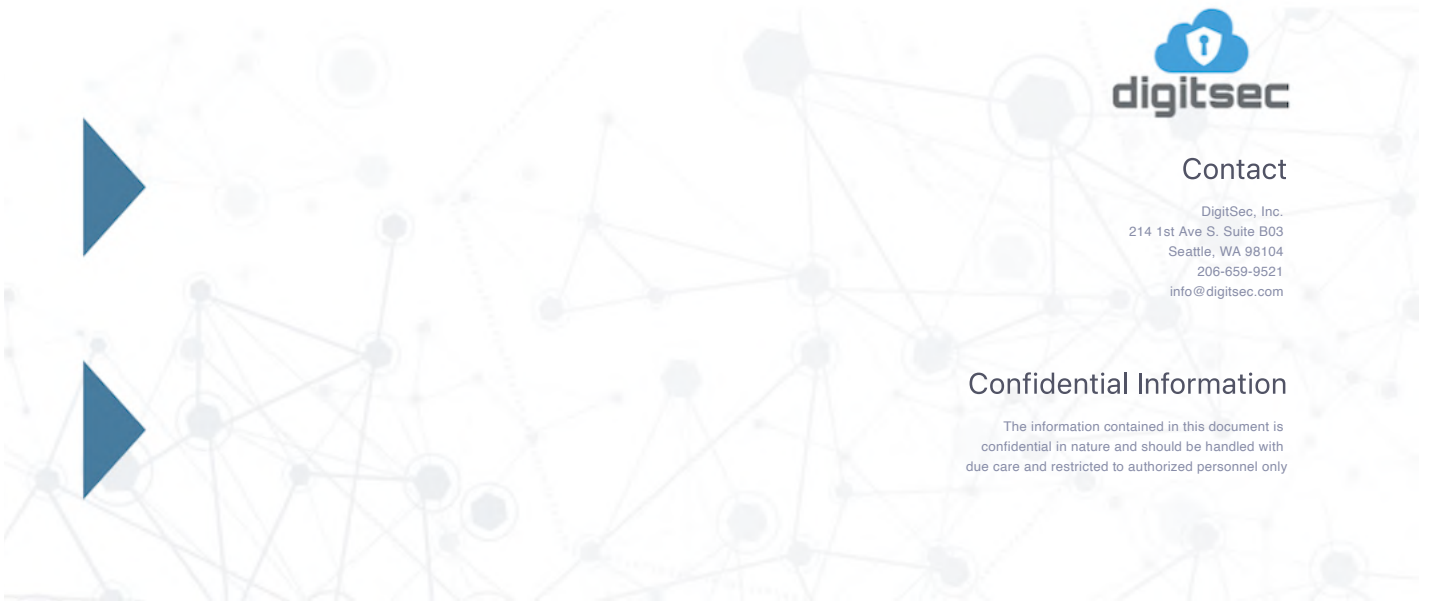 digitsec
Contact
DigitSec, Inc.
214 1st Ave S. Suite B03
Seattle, WA 98104
206-659-9521
info@digitsec.com
Confidential Information
The information contained in this document is
confidential in nature and should be handled with
due care and restricted to authorized personnel only